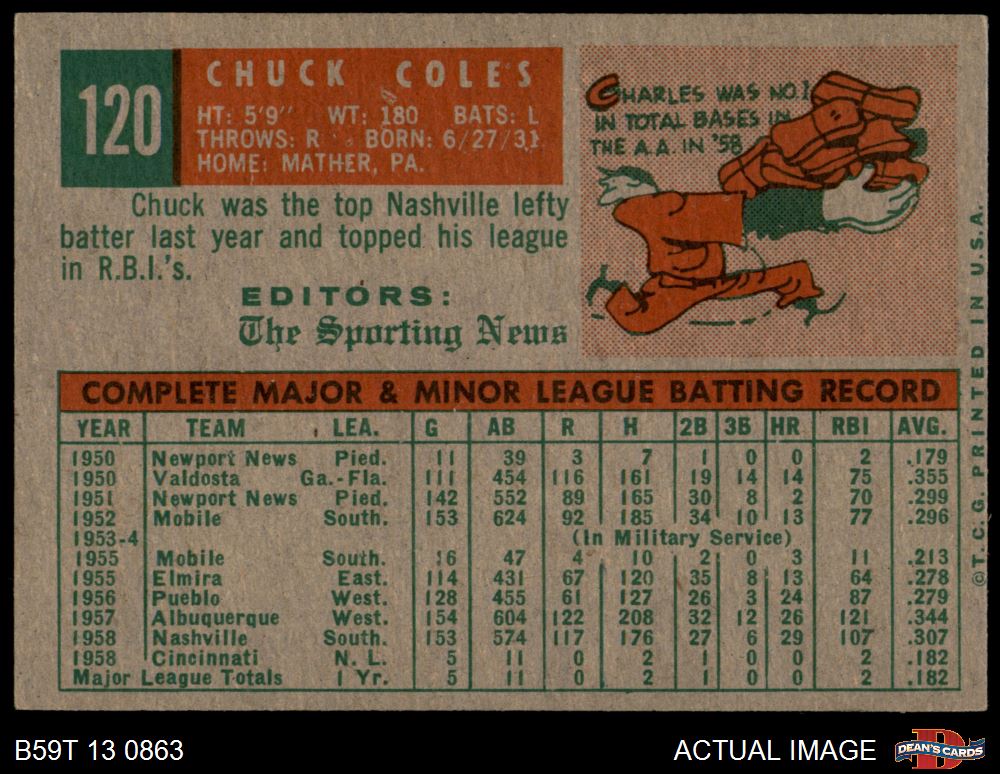 120
CHUCK COLES
HT: 5'9" WT: 180 BATS: L
THROWS: R BORN: 6/27/31
HOME: MATHER, PA.
CHARLES WAS NO.1
IN TOTAL BASES IN
THE A.A. IN '58
Chuck was the top Nashville lefty
batter last year and topped his league
in R.B.I.'s.
EDITORS:
The Sporting News
COMPLETE MAJOR & MINOR LEAGUE BATTING RECORD
YEAR TEAM LEA. G AB R H 2B 3B HR RBI AVG.
1950 Newport News Pied. 11 39 3 7 1 0 0 2 .179
1950 Valdosta Ga.-Fla. 111 454 116 161 19 14 14 75 .355
1951 Newport News Pied. 142 552 89 165 30 8 2 70 .299
1952 Mobile South. 153 624 92 185 34 10 13 77 .296
1953-4 (In Military Service)
1955 Mobile South. 16 47 4 10 2 0 3 11 .213
1955 Elmira East. 114 431 67 120 35 8 13 64 .278
1956 Pueblo West. 128 455 61 127 26 3 24 87 .279
1957 Albuquerque West. 154 604 122 208 32 12 26 121 .344
1958 Nashville South. 153 574 117 176 27 6 29 107 .307
1958 Cincinnati N. L. 5 11 0 2 1 0 0 2 .182
Major League Totals 1 Yr. 5 11 0 2 1 0 0 2 .182
©T.C.G. PRINTED IN U.S.A.
B59T 13 0863
ACTUAL IMAGE
DEAN'S CARDS